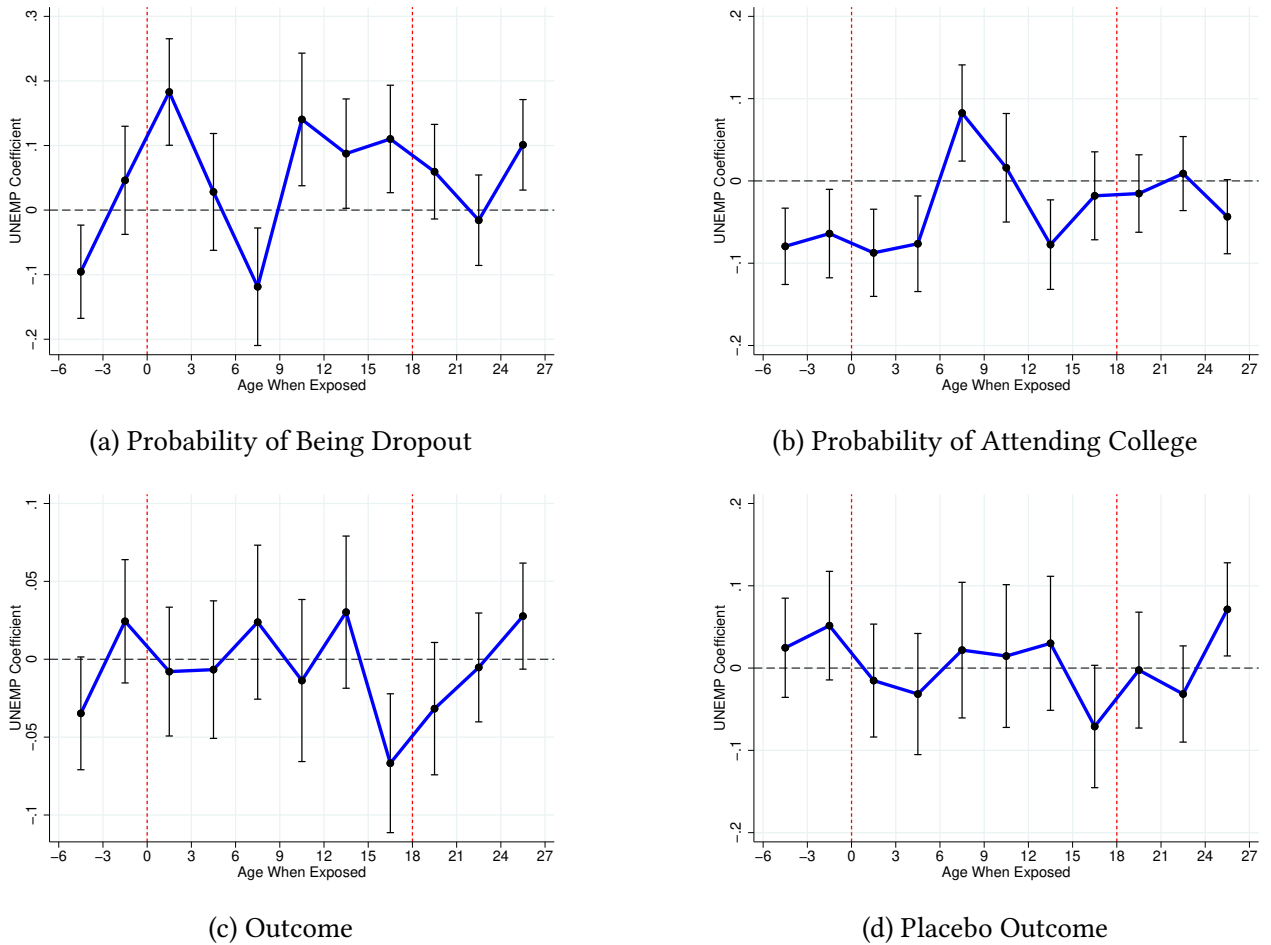 .3
.2
.1
0
−.1
−.2
UNEMP Coefficient
−6 −3 0 3 6 9 12 15 18 21 24 27
Age When Exposed
(a) Probability of Being Dropout
.2
.1
0
−.1
−.2
UNEMP Coefficient
−6 −3 0 3 6 9 12 15 18 21 24 27
Age When Exposed
(b) Probability of Attending College
.1
.05
0
−.05
−.1
UNEMP Coefficient
−6 −3 0 3 6 9 12 15 18 21 24 27
Age When Exposed
(c) Outcome
.2
.1
0
−.1
−.2
UNEMP Coefficient
−6 −3 0 3 6 9 12 15 18 21 24 27
Age When Exposed
(d) Placebo Outcome